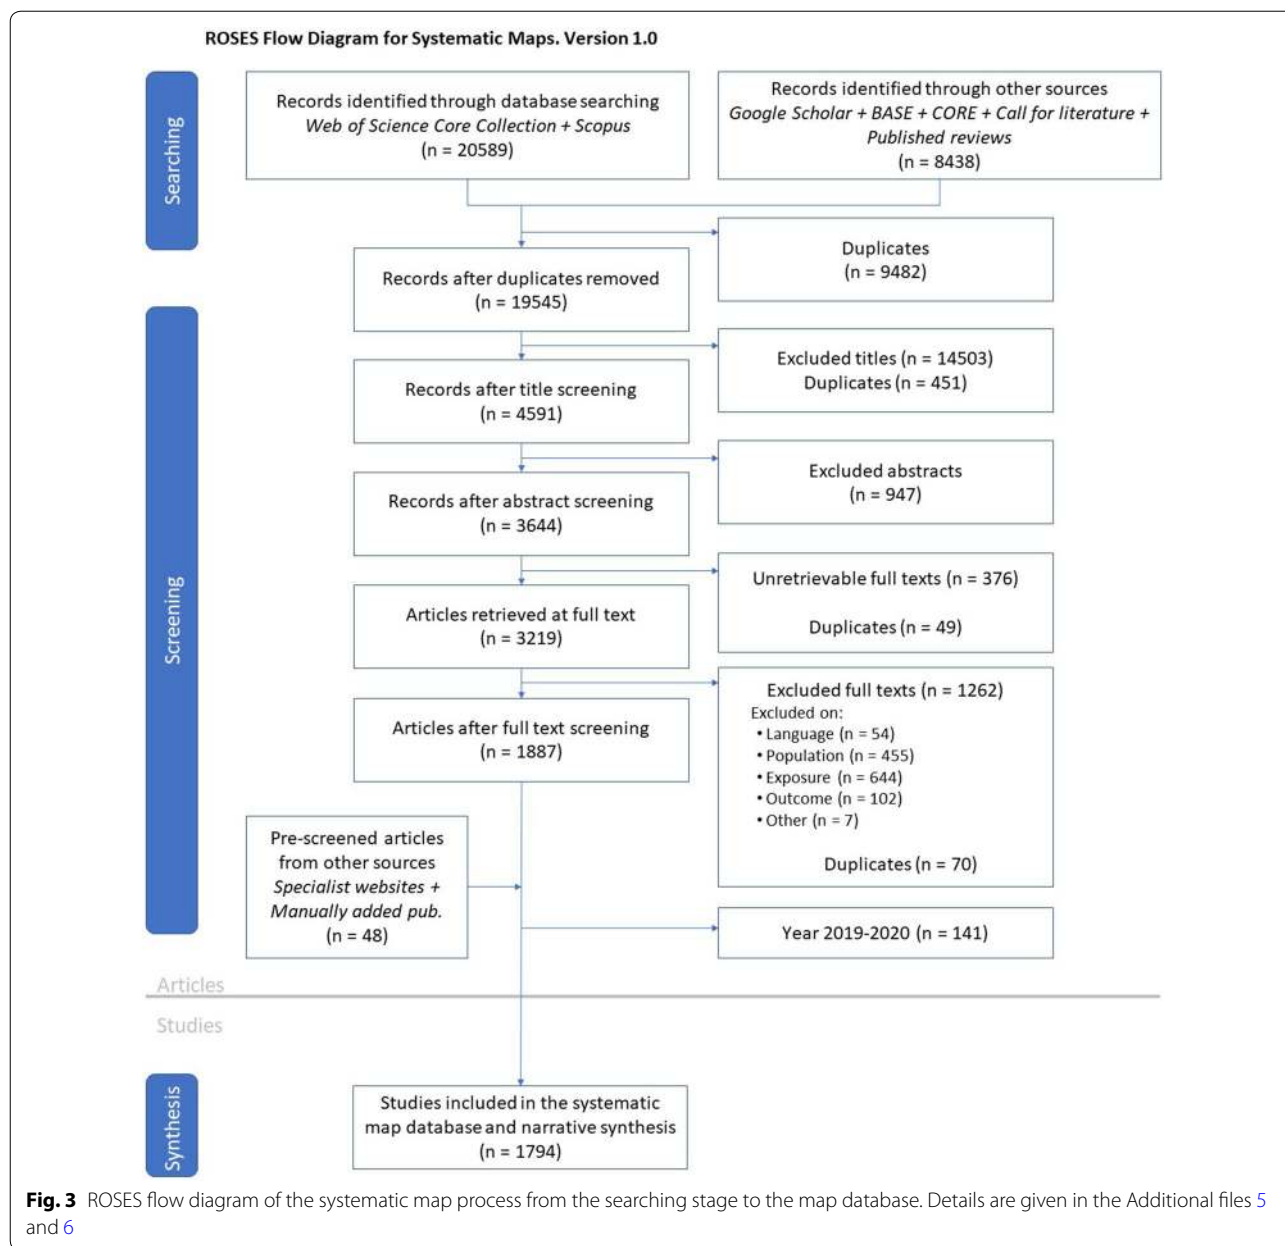 ROSES Flow Diagram for Systematic Maps. Version 1.0
Searching
Records identified through database searching
Web of Science Core Collection + Scopus
(n = 20589)
Records identified through other sources
Google Scholar + BASE + CORE + Call for literature +
Published reviews
(n = 8438)
Duplicates
(n = 9482)
Records after duplicates removed
(n = 19545)
Screening
Excluded titles (n = 14503)
Duplicates (n = 451)
Records after title screening
(n = 4591)
Excluded abstracts
(n = 947)
Records after abstract screening
(n = 3644)
Unretrievable full texts (n = 376)
Duplicates (n = 49)
Articles retrieved at full text
(n = 3219)
Excluded full texts (n = 1262)
Excluded on:
• Language (n = 54)
• Population (n = 455)
• Exposure (n = 644)
• Outcome (n = 102)
• Other (n = 7)
Duplicates (n = 70)
Articles after full text screening
(n = 1887)
Pre-screened articles
from other sources
Specialist websites +
Manually added pub.
(n = 48)
Year 2019-2020 (n = 141)
Articles
Studies
Synthesis
Studies included in the systematic
map database and narrative synthesis
(n = 1794)
Fig. 3 ROSES flow diagram of the systematic map process from the searching stage to the map database. Details are given in the Additional files 5
and 6